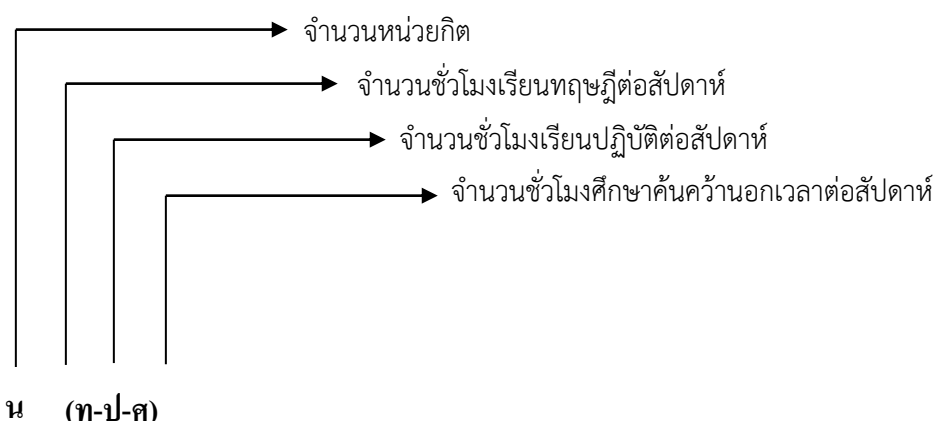 จำนวนหน่วยกิต
จำนวนชั่วโมงเรียนทฤษฎีต่อสัปดาห์
จำนวนชั่วโมงเรียนปฏิบัติต่อสัปดาห์
จำนวนชั่วโมงศึกษาค้นคว้านอกเวลาต่อสัปดาห์
น (ท-ป-ศ)